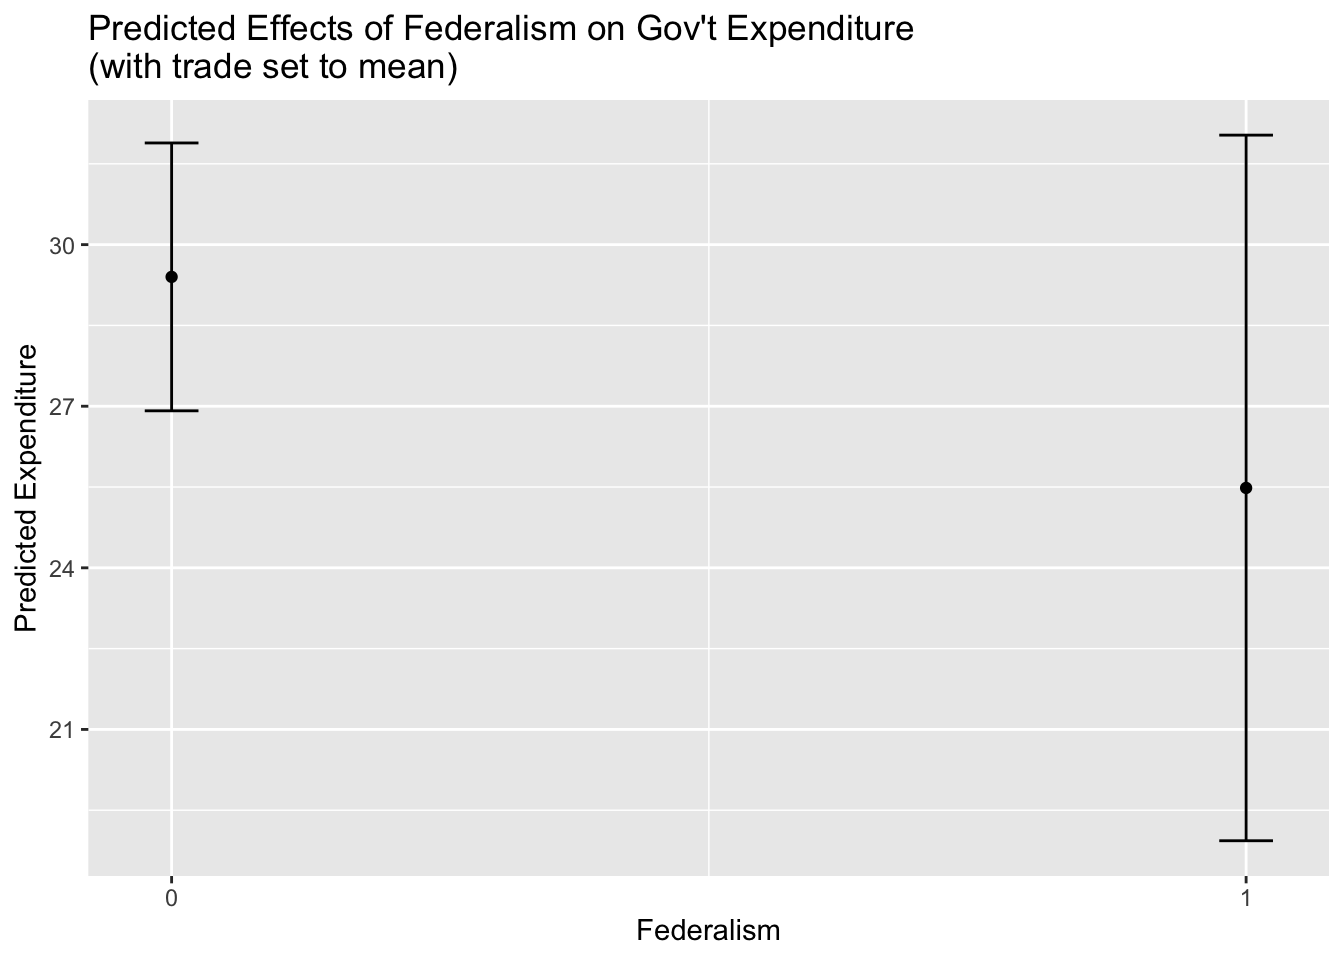 Predicted Effects of Federalism on Gov't Expenditure
(with trade set to mean)
Predicted Expenditure
30
27
24
21
0
1
Federalism